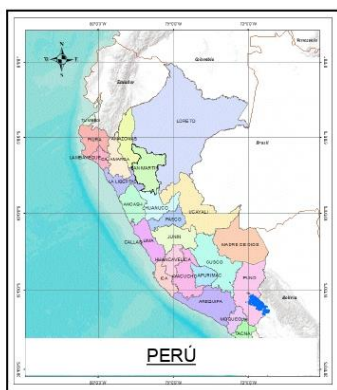 N
Colombia
Venezuela
Ecuador
TUMBES
LORETO
PIURA
AMAZONAS
LAMBAYEQUE
CAJAMARCA
Brasil
SAN MARTIN
LA LIBERTAD
ANCASH
HUANUCO
UCAYALI
PASCO
JUNIN
CALLAO
LIMA
MADRE DE DIOS
CUSCO
HUANCAVELICA
APURIMAC
ICA
AYACUCHO
PUNO
AREQUIPA
Bolivia
MOQUEGUA
TACNA
PERÚ